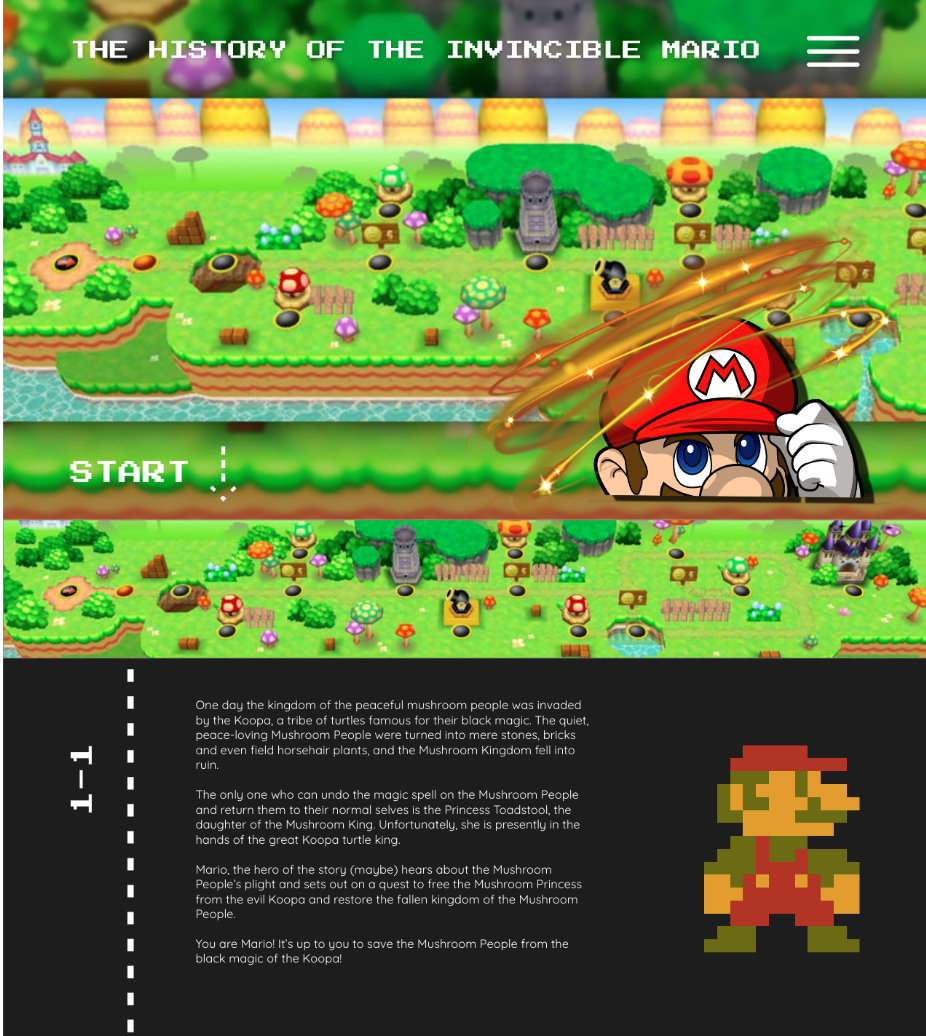 THE HISTORY OF THE INVINCIBLE MARIO
5
5
5
M
START
5
5
5
5
1-1
One day the kingdom of the peaceful mushroom people was invaded
by the Koopa, a tribe of turtles famous for their black magic. The quiet,
peace-loving Mushroom People were turned into mere stones, bricks
and even field horsehair plants, and the Mushroom Kingdom fell into
ruin.
The only one who can undo the magic spell on the Mushroom People
and return them to their normal selves is the Princess Toadstool, the
daughter of the Mushroom King. Unfortunately, she is presently in the
hands of the great Koopa turtle king.
Mario, the hero of the story (maybe) hears about the Mushroom
People's plight and sets out on a quest to free the Mushroom Princess
from the evil Koopa and restore the fallen kingdom of the Mushroom
People.
You are Mario! It's up to you to save the Mushroom People from the
black magic of the Koopa!